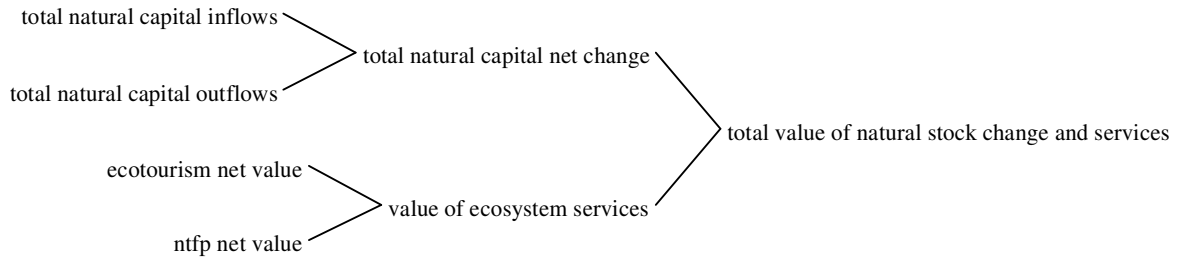 total natural capital inflows
total natural capital net change
total natural capital outflows
total value of natural stock change and services
ecotourism net value
value of ecosystem services
ntfp net value